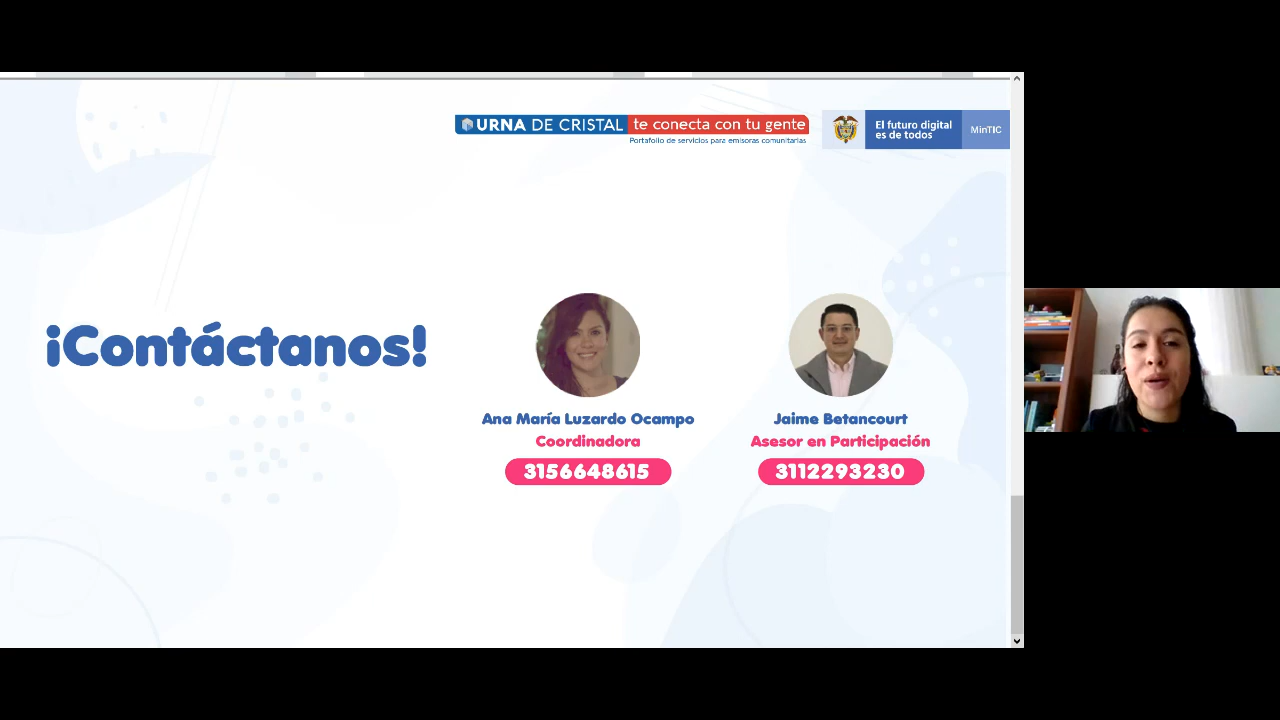 URNA DE CRISTAL te conecta con tu gente
Portafolio de servicios para emisoras comunitarias
El futuro digital
es de todos
MinTIC
¡Contáctanos!
Ana María Luzardo Ocampo
Coordinadora
3156648615
Jaime Betancourt
Asesor en Participación
3112293230